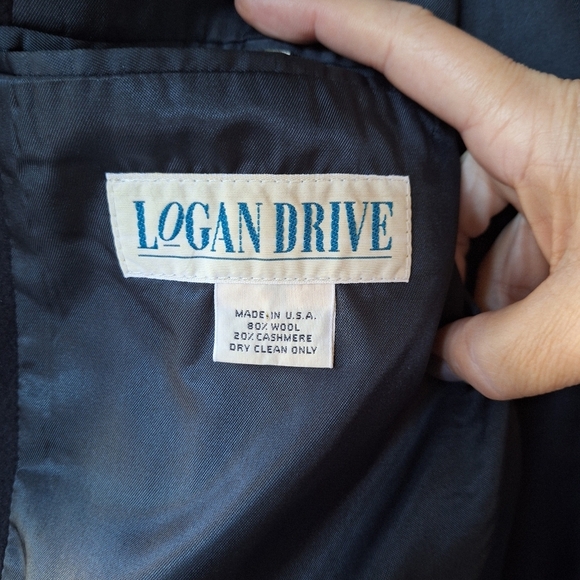 LOGAN DRIVE
MADE IN U.S.A.
80% WOOL
20% CASHMERE
DRY CLEAN ONLY